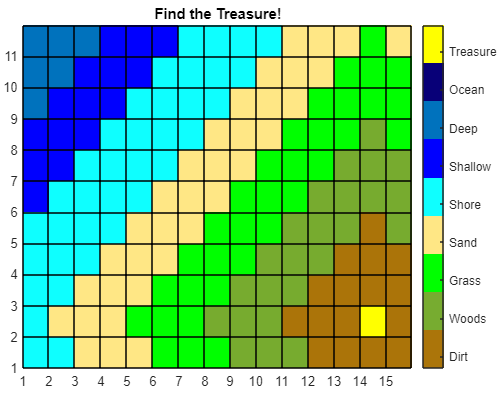 Find the Treasure!
11
10
9
8
7
6
5
4
3
2
1
1 2 3 4 5 6 7 8 9 10 11 12 13 14 15
Treasure
Ocean
Deep
Shallow
Shore
Sand
Grass
Woods
Dirt